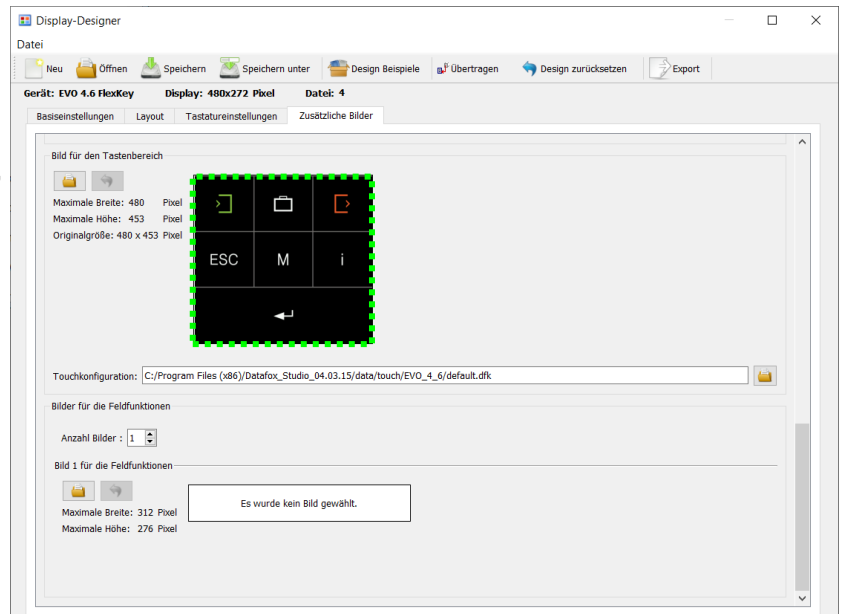 Display-Designer
Datei
Neu Öffnen Speichern Speichern unter Design Beispiele Übertragen Design zurücksetzen Export
Gerät: EVO 4.6 FlexKey Display: 480x272 Pixel Datei: 4
Basiseinstellungen Layout Tastatureinstellungen Zusätzliche Bilder
Bild für den Tastenbereich
Maximale Breite: 480 Pixel
Maximale Höhe: 453 Pixel
Originalgröße: 480 x 453 Pixel
ESC M i
Touchkonfiguration: C:/Program Files (x86)/Datafox_Studio_04.03.15/data/touch/EVO_4_6/default.dfk
Bilder für die Feldfunktionen
Anzahl Bilder : 1
Bild 1 für die Feldfunktionen
Es wurde kein Bild gewählt.
Maximale Breite: 312 Pixel
Maximale Höhe: 276 Pixel